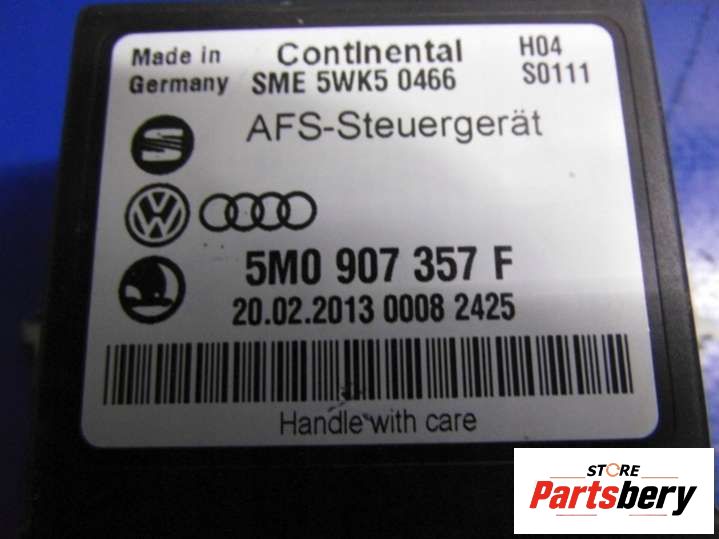 Made in
Germany
Continental
SME 5WK5 0466
H04
S0111
AFS-Steuergerät
5M0 907 357 F
20.02.2013 0008 2425
Handle with care
STORE
Partsbery